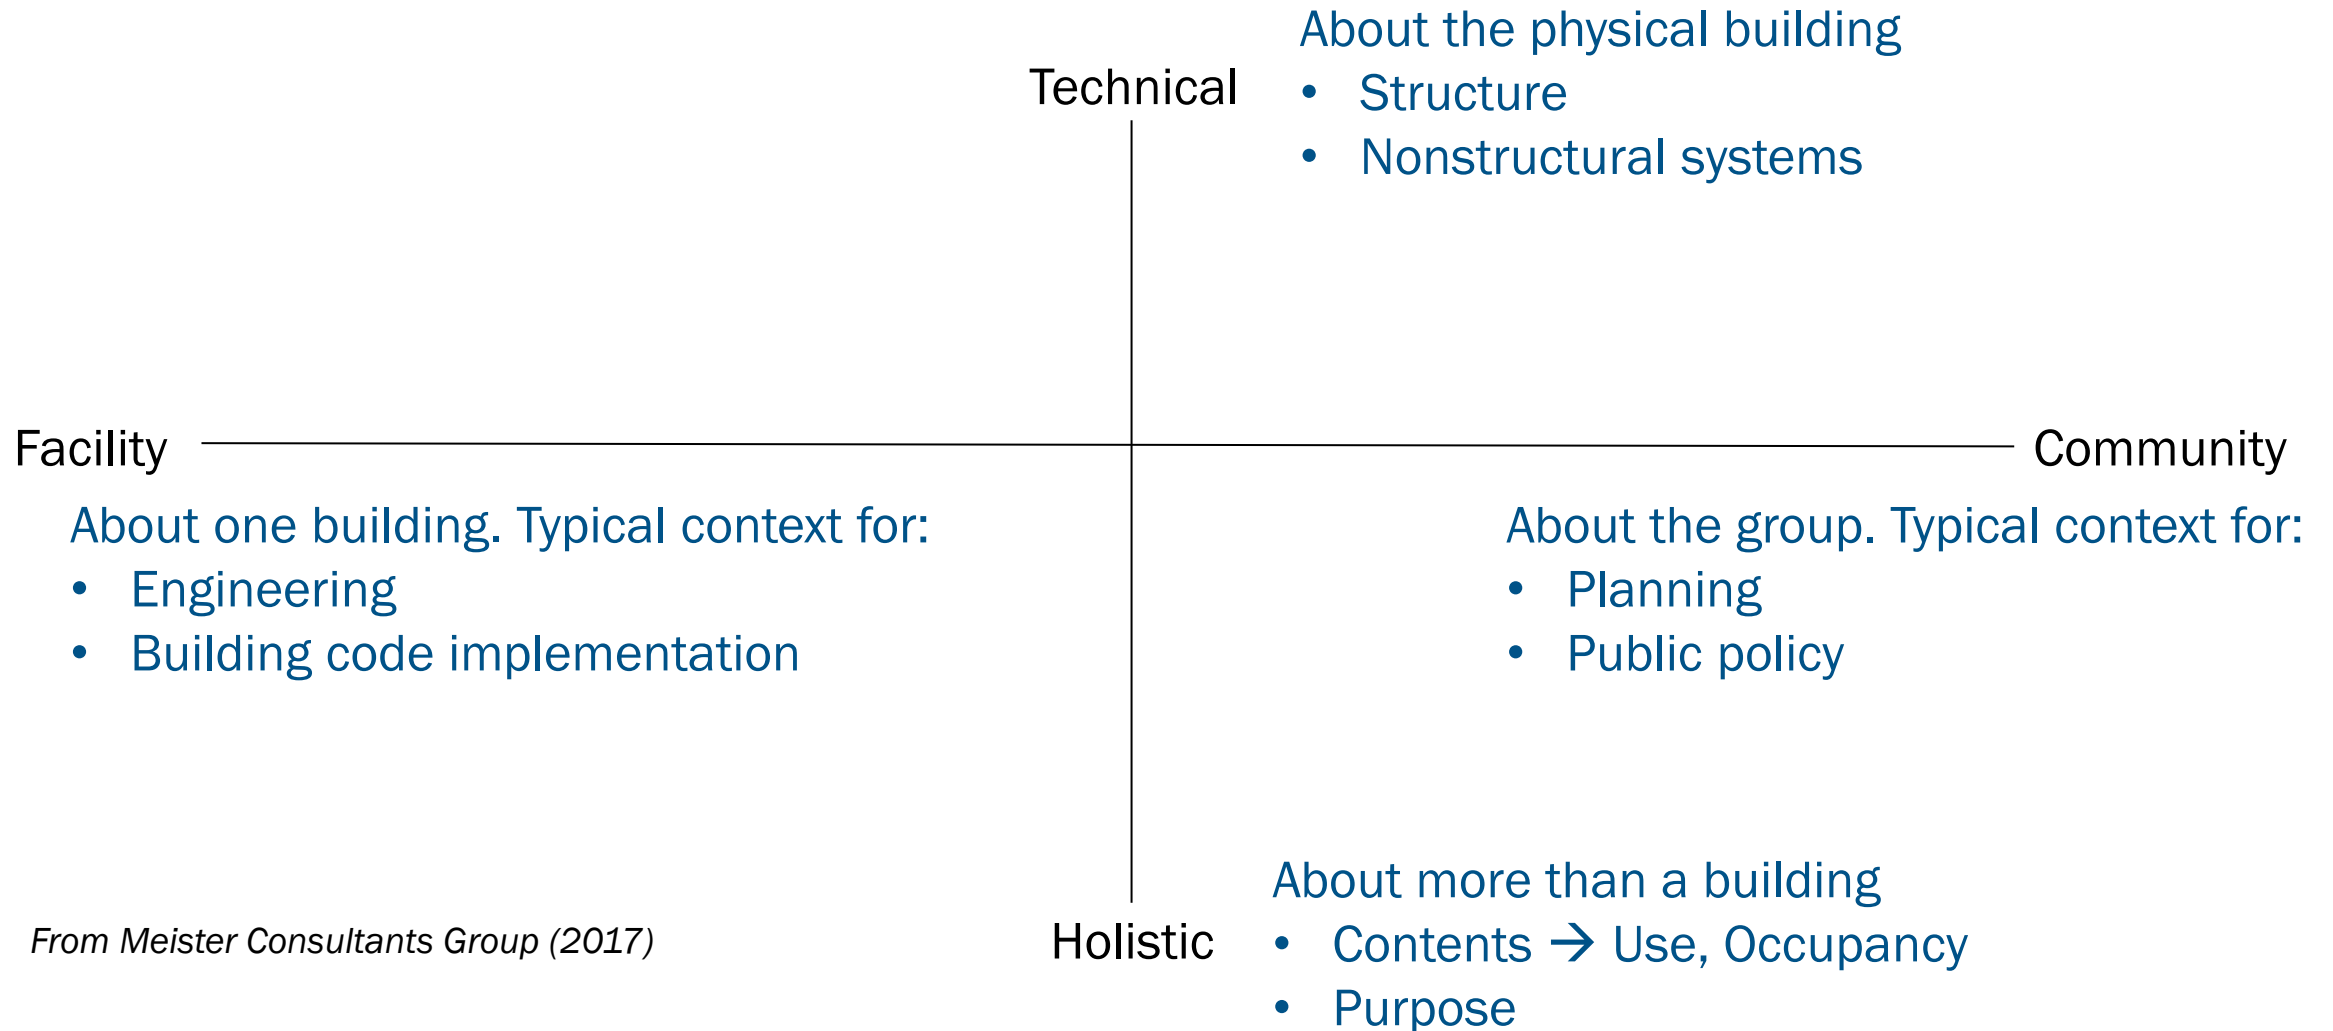 About the physical building
Technical
• Structure
• Nonstructural systems
Facility
Community
About one building. Typical context for:
• Engineering
• Building code implementation
About the group. Typical context for:
• Planning
• Public policy
About more than a building
Holistic
• Contents → Use, Occupancy
• Purpose
From Meister Consultants Group (2017)